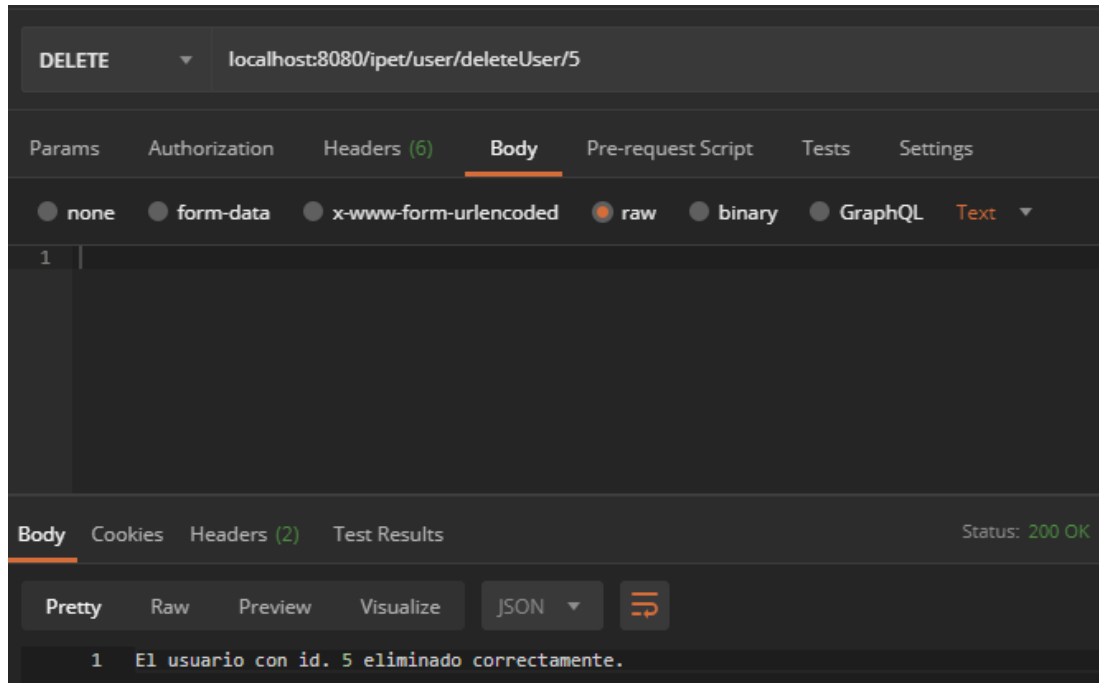 DELETE localhost:8080/ipet/user/deleteUser/5
Params Authorization Headers (6) Body Pre-request Script Tests Settings
none form-data x-www-form-urlencoded raw binary GraphQL Text
1
Body Cookies Headers (2) Test Results Status: 200 OK
Pretty Raw Preview Visualize JSON
1 El usuario con id. 5 eliminado correctamente.